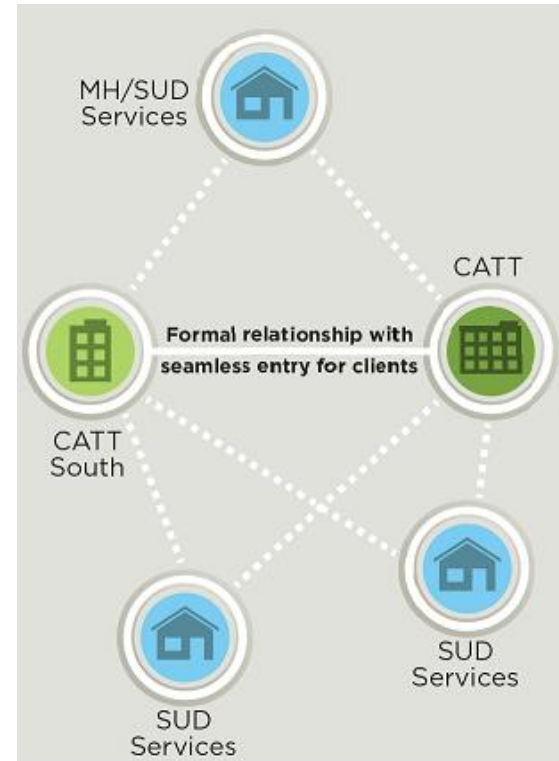 MH/SUD
Services
CATT
Formal relationship with
seamless entry for clients
CATT
South
SUD
Services
SUD
Services